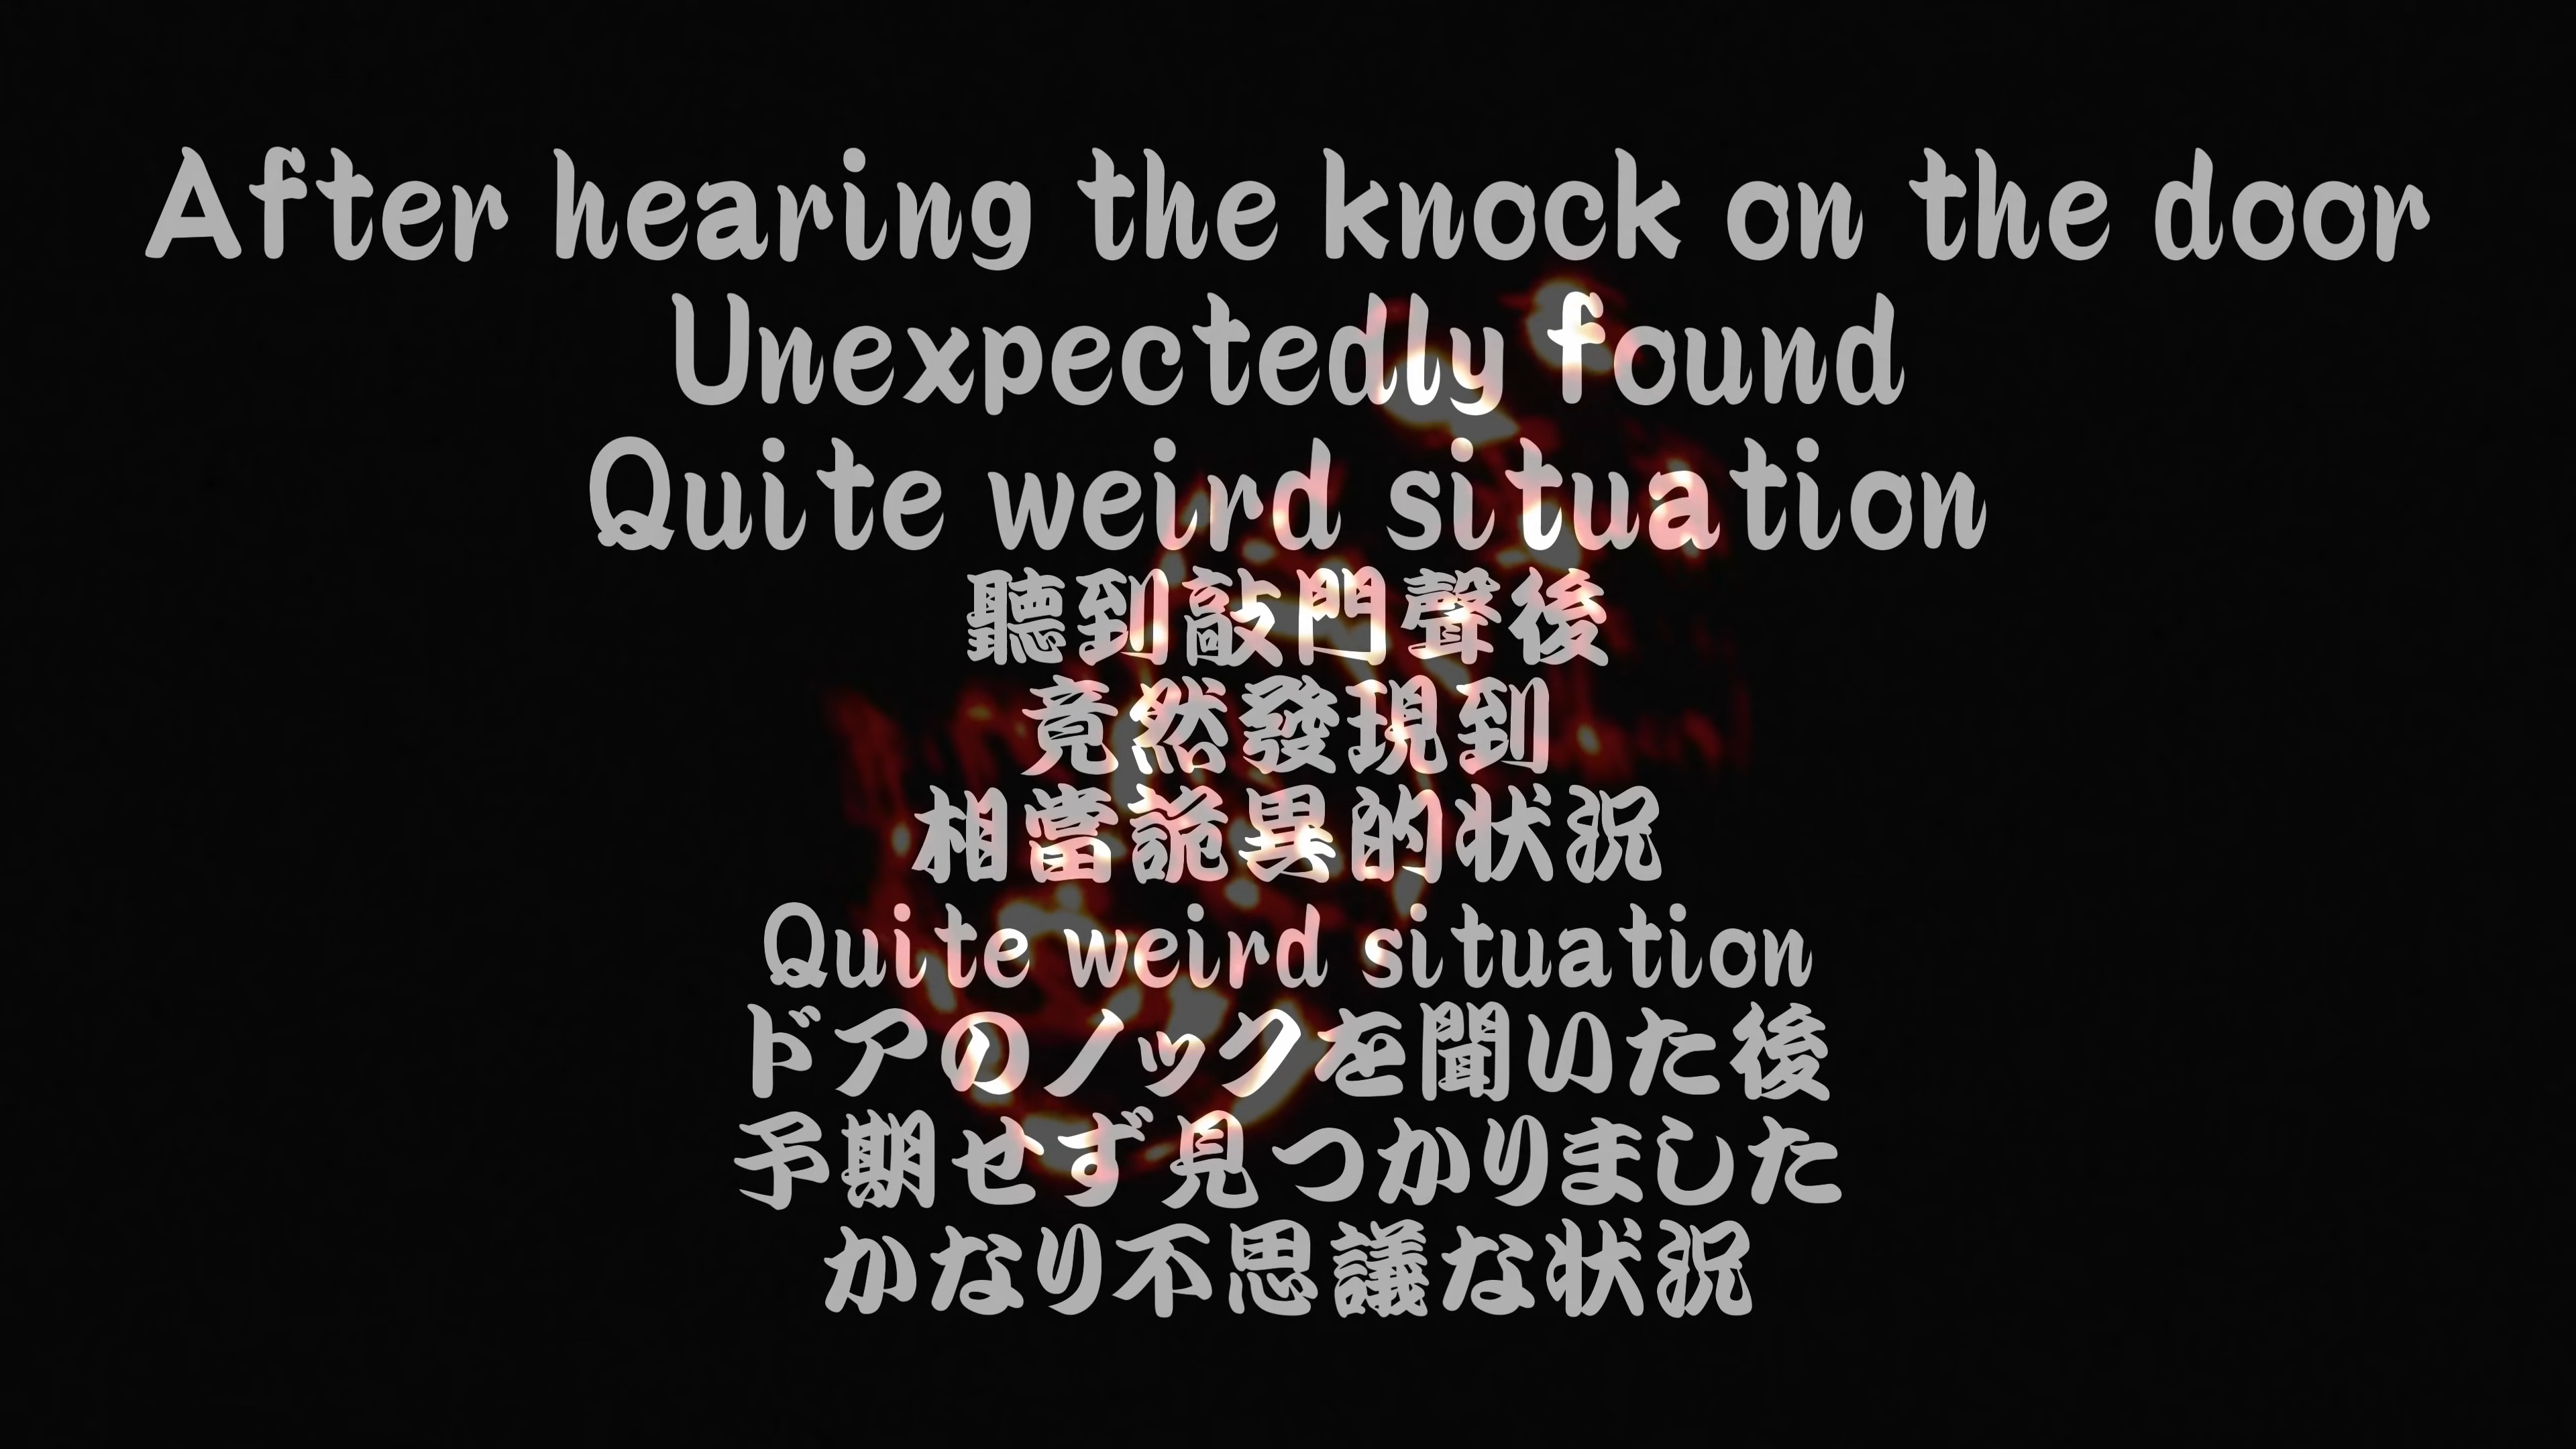 After hearing the knock on the door
Unexpectedly found
Quite weird situation
聽到敲門聲後
竟然發現到
相當詭異的状況
Quite weird situation
ドアのノックを聞いた後
予期せず見つかりました
かなり不思議な状況